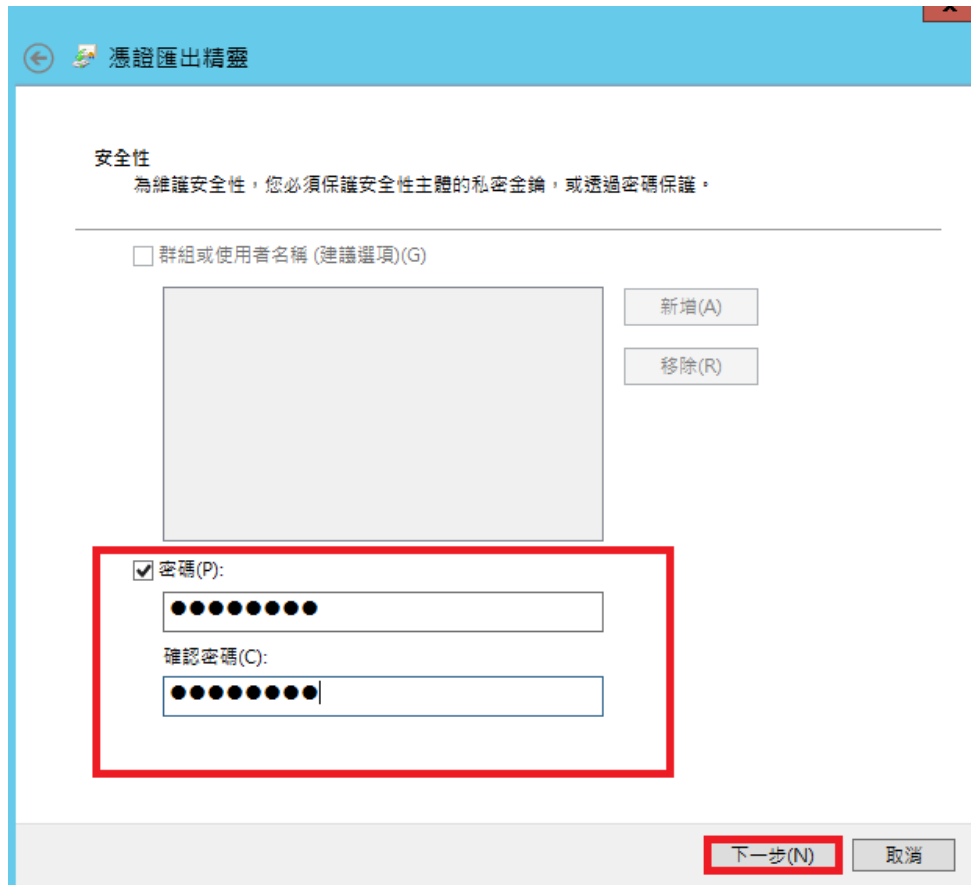 憑證匯出精靈
安全性
為維護安全性，您必須保護安全性主體的私密金鑰，或透過密碼保護。
群組或使用者名稱 (建議選項)(G)
新增(A)
移除(R)
密碼(P):
●●●●●●●●
確認密碼(C):
●●●●●●●●
下一步(N)
取消